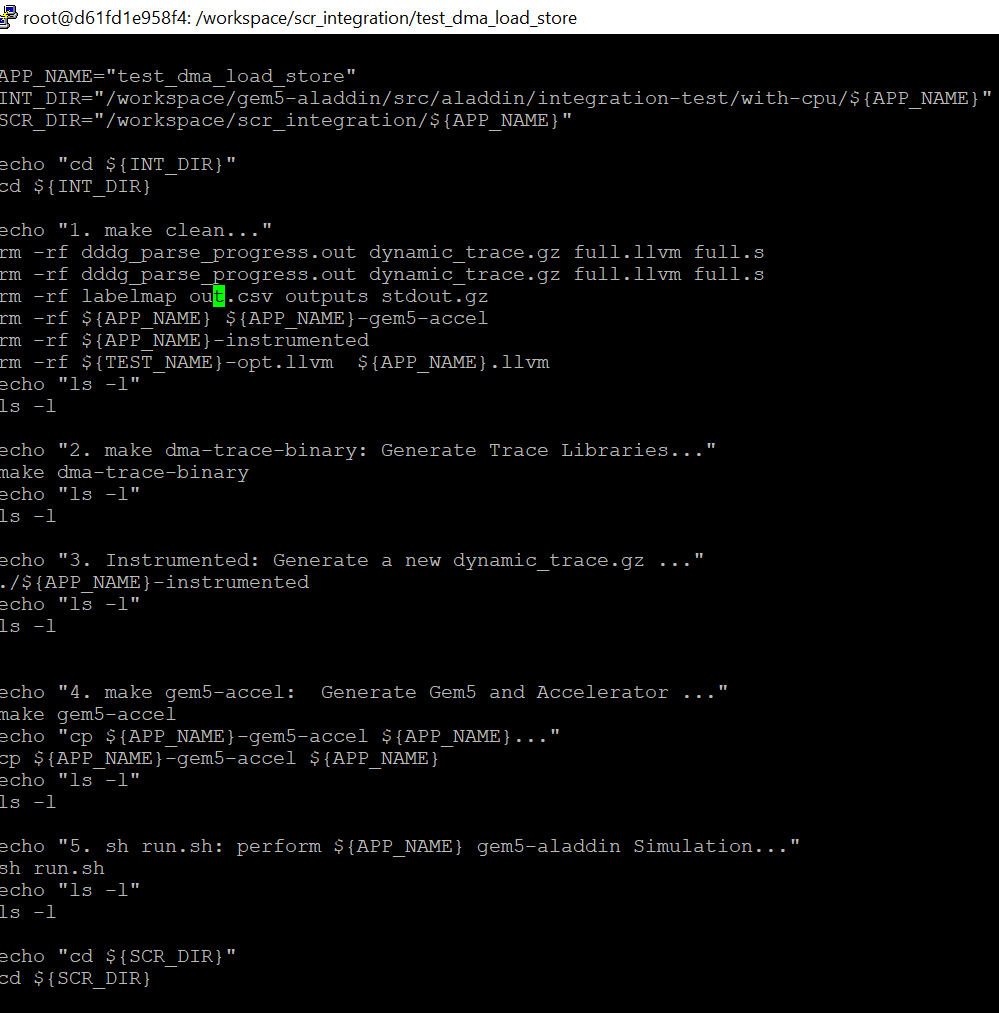 root@d61fd1e958f4: /workspace/scr_integration/test_dma_load_store
APP_NAME="test_dma_load_store"
INT_DIR="/workspace/gem5-aladdin/src/aladdin/integration-test/with-cpu/${APP_NAME}"
SCR_DIR="/workspace/scr_integration/${APP_NAME}"
echo "cd ${INT_DIR}"
cd ${INT_DIR}
echo "1. make clean..."
rm -rf dddg_parse_progress.out dynamic_trace.gz full.llvm full.s
rm -rf dddg_parse_progress.out dynamic_trace.gz full.llvm full.s
rm -rf labelmap out.csv outputs stdout.gz
rm -rf ${APP_NAME} ${APP_NAME}-gem5-accel
rm -rf ${APP_NAME}-instrumented
rm -rf ${TEST_NAME}-opt.llvm  ${APP_NAME}.llvm
echo "ls -l"
ls -l
echo "2. make dma-trace-binary: Generate Trace Libraries..."
make dma-trace-binary
echo "ls -l"
ls -l
echo "3. Instrumented: Generate a new dynamic_trace.gz ..."
./${APP_NAME}-instrumented
echo "ls -l"
ls -l
echo "4. make gem5-accel:  Generate Gem5 and Accelerator ..."
make gem5-accel
echo "cp ${APP_NAME}-gem5-accel ${APP_NAME}..."
cp ${APP_NAME}-gem5-accel ${APP_NAME}
echo "ls -l"
ls -l
echo "5. sh run.sh: perform ${APP_NAME} gem5-aladdin Simulation..."
sh run.sh
echo "ls -l"
ls -l
echo "cd ${SCR_DIR}"
cd ${SCR_DIR}